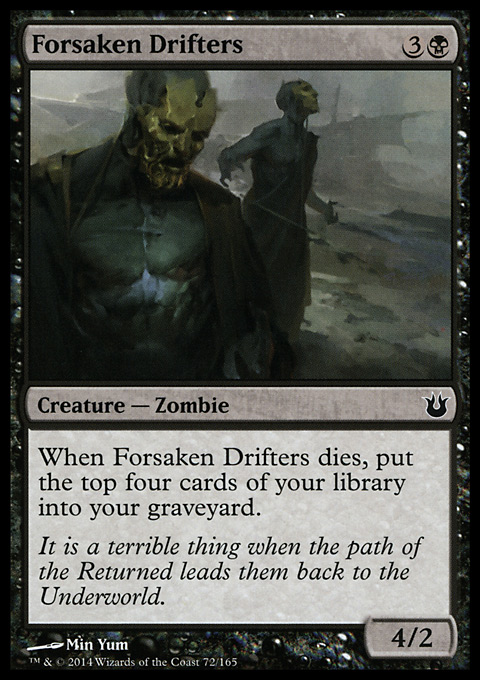 Forsaken Drifters 3
Creature — Zombie
When Forsaken Drifters dies, put
the top four cards of your library
into your graveyard.
It is a terrible thing when the path of
the Returned leads them back to the
Underworld.
4/2
Min Yum
™ & © 2014 Wizards of the Coast 72/165